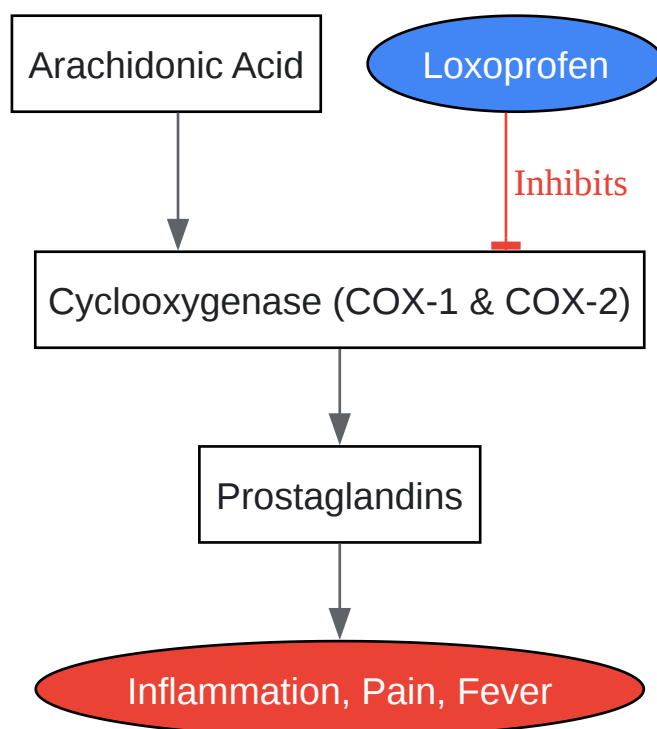 Arachidonic Acid
Loxoprofen
Inhibits
Cyclooxygenase (COX-1 & COX-2)
Prostaglandins
Inflammation, Pain, Fever